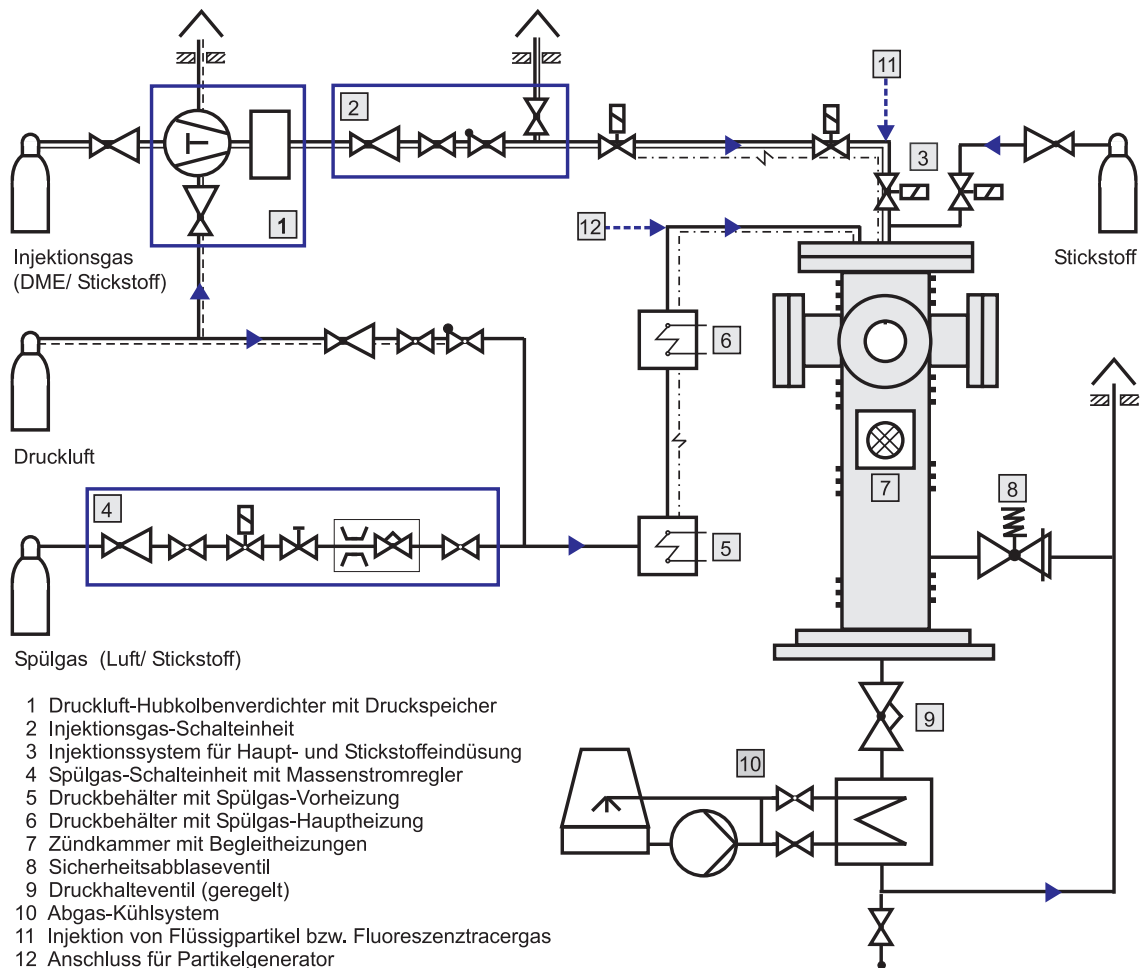 11
2
3
12
1
Injektionsgas
(DME/ Stickstoff)
Stickstoff
6
Druckluft
7
8
4
5
Spülgas (Luft/ Stickstoff)
9
10
1 Druckluft-Hubkolbenverdichter mit Druckspeicher
2 Injektionsgas-Schalteinheit
3 Injektionssystem für Haupt- und Stickstoffeindüsung
4 Spülgas-Schalteinheit mit Massenstromregler
5 Druckbehälter mit Spülgas-Vorheizung
6 Druckbehälter mit Spülgas-Hauptheizung
7 Zündkammer mit Begleitheizungen
8 Sicherheitsabblaseventil
9 Druckhalteventil (geregelt)
10 Abgas-Kühlsystem
11 Injektion von Flüssigpartikel bzw. Fluoreszenztracergas
12 Anschluss für Partikelgenerator